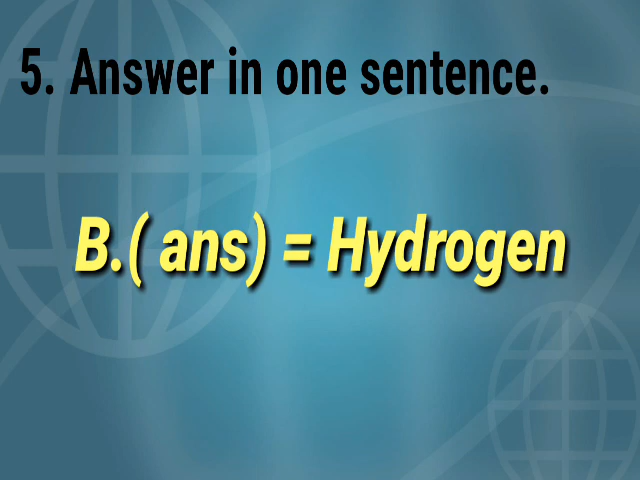 5. Answer in one sentence.
B.( ans) = Hydrogen